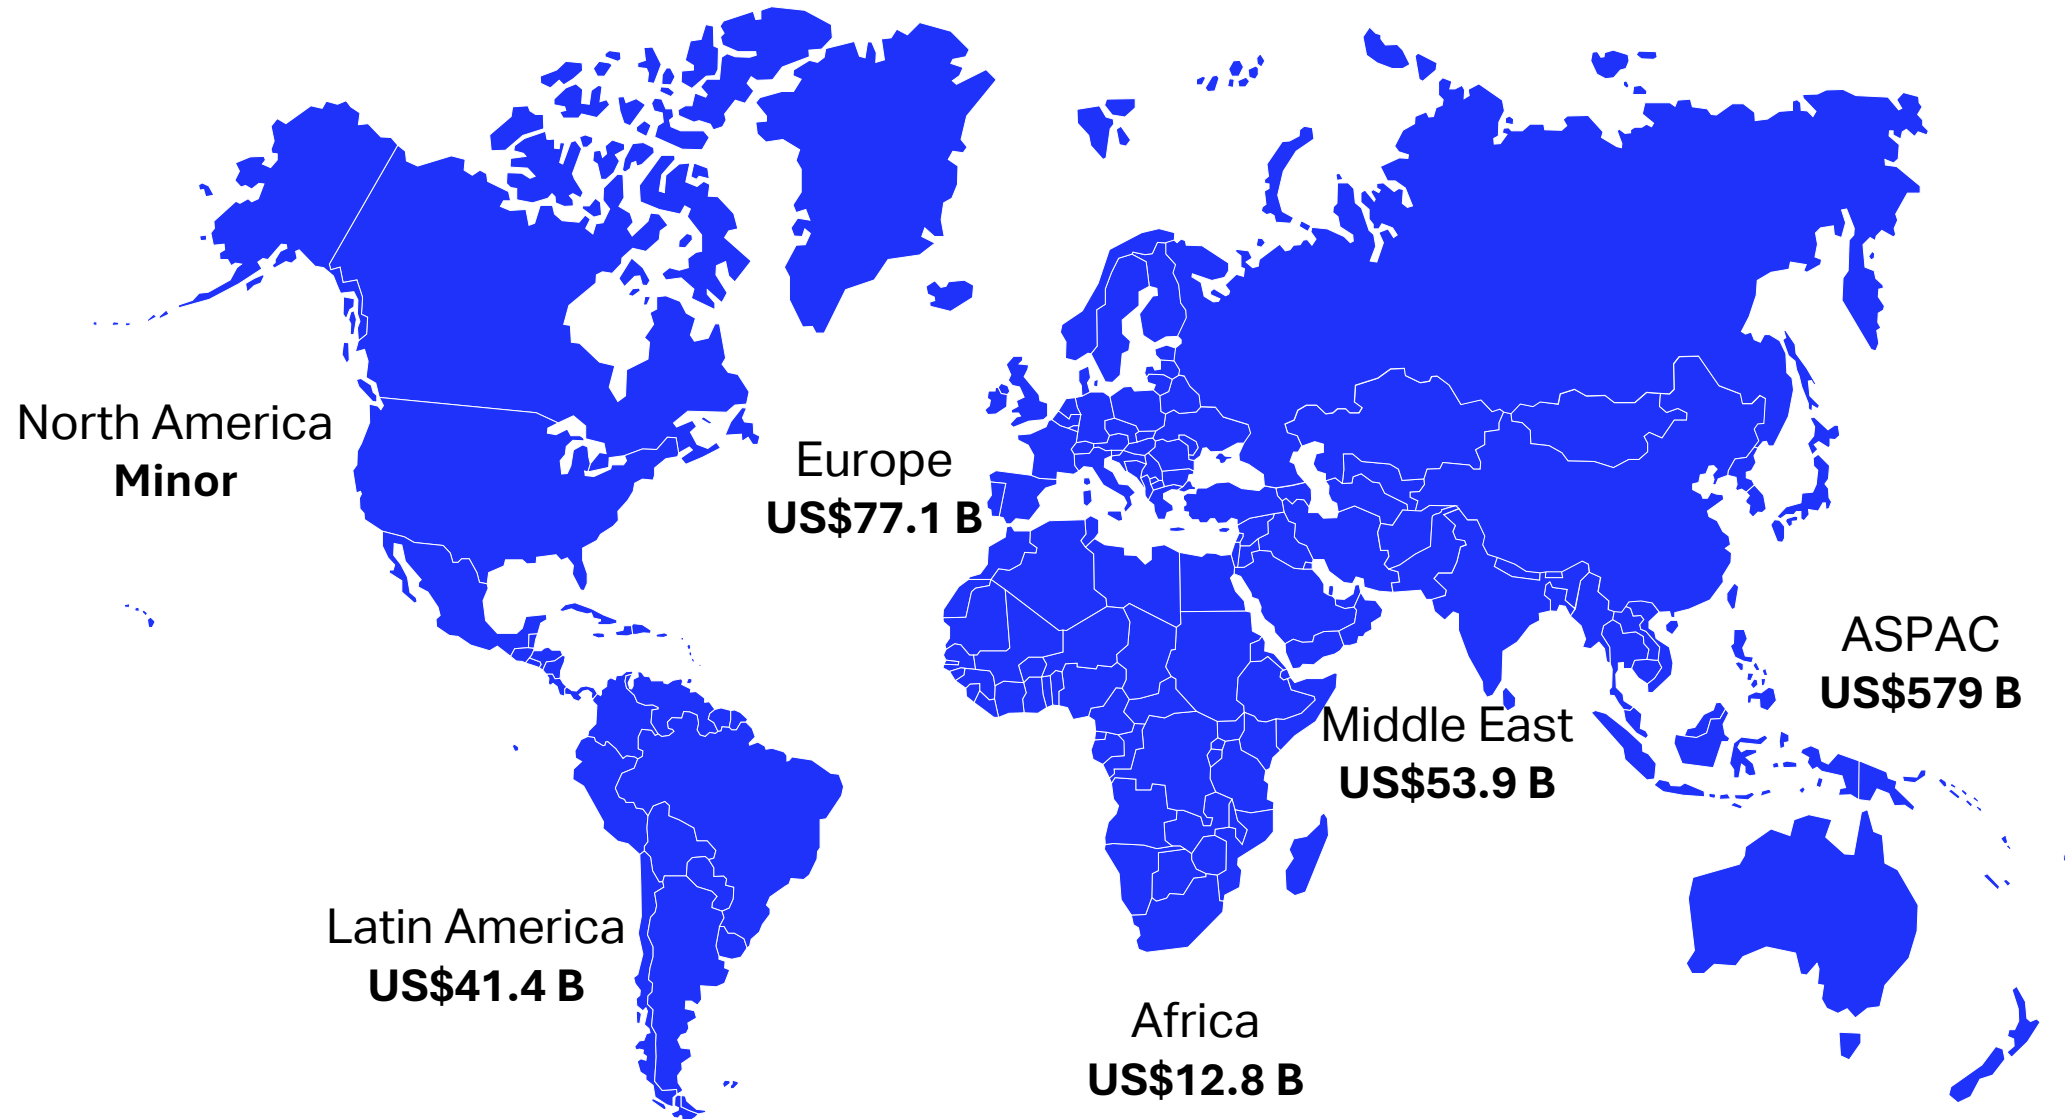 North America
Minor
Europe
US$77.1 B
ASPAC
US$579 B
Middle East
US$53.9 B
Latin America
US$41.4 B
Africa
US$12.8 B